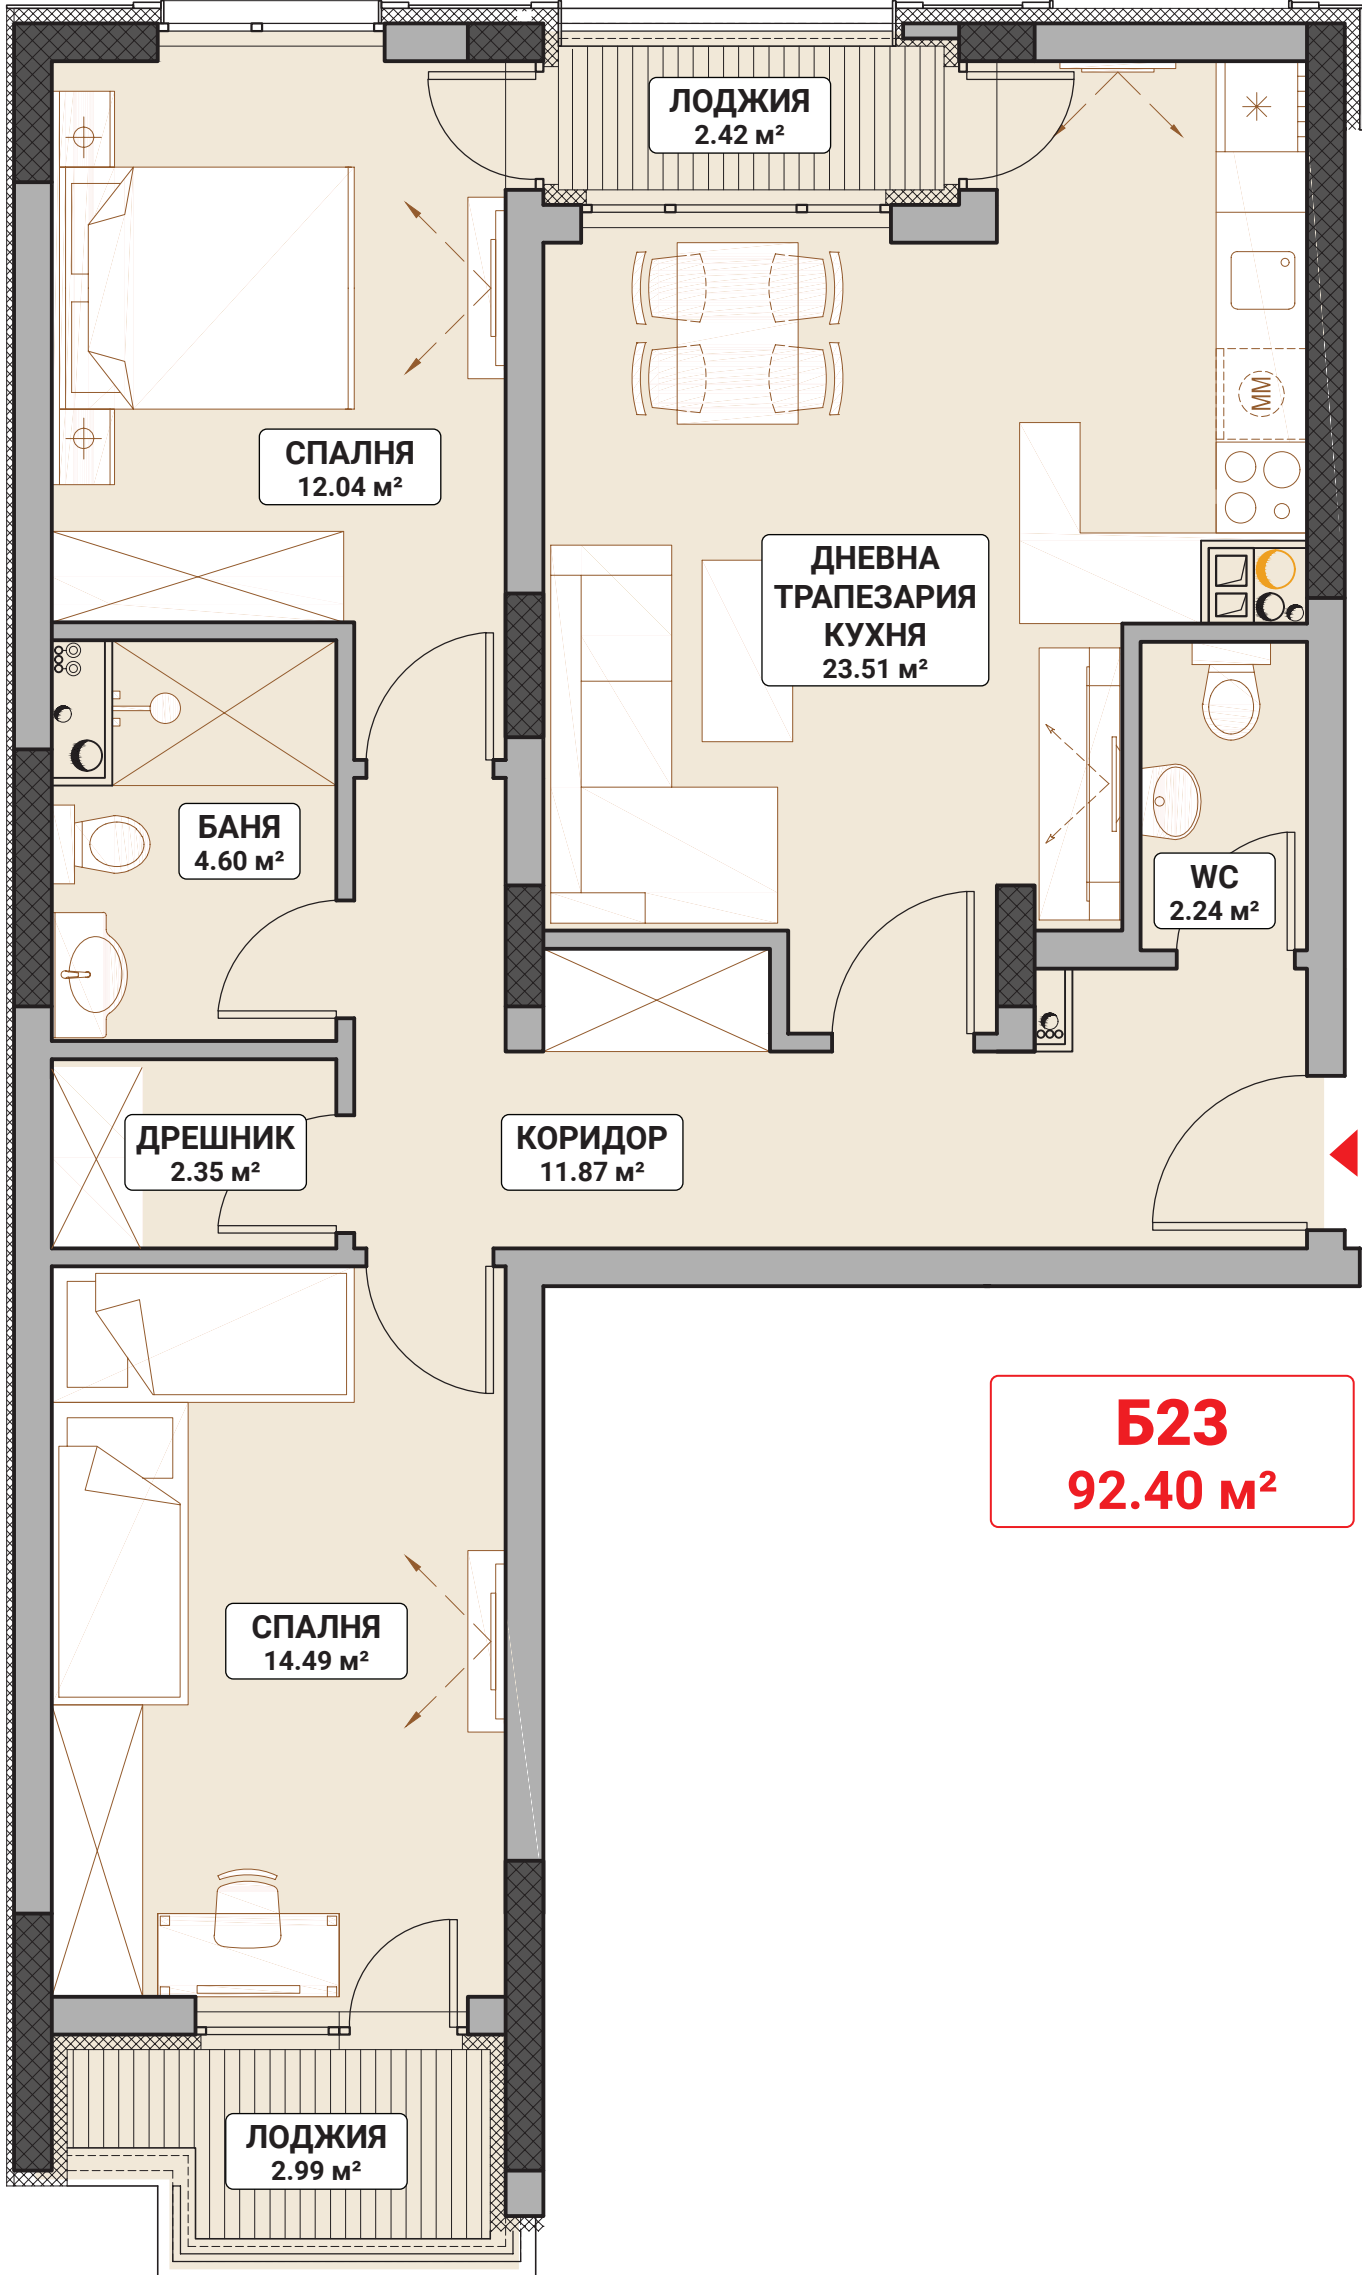 ЛОДЖИЯ
2.42 м²
СПАЛНЯ
12.04 м²
ММ
ДНЕВНА
ТРАПЕЗАРИЯ
КУХНЯ
23.51 м²
БАНЯ
4.60 м²
WC
2.24 м²
ДРЕШНИК
2.35 м²
КОРИДОР
11.87 м²
Б23
92.40 м²
СПАЛНЯ
14.49 м²
ЛОДЖИЯ
2.99 м²